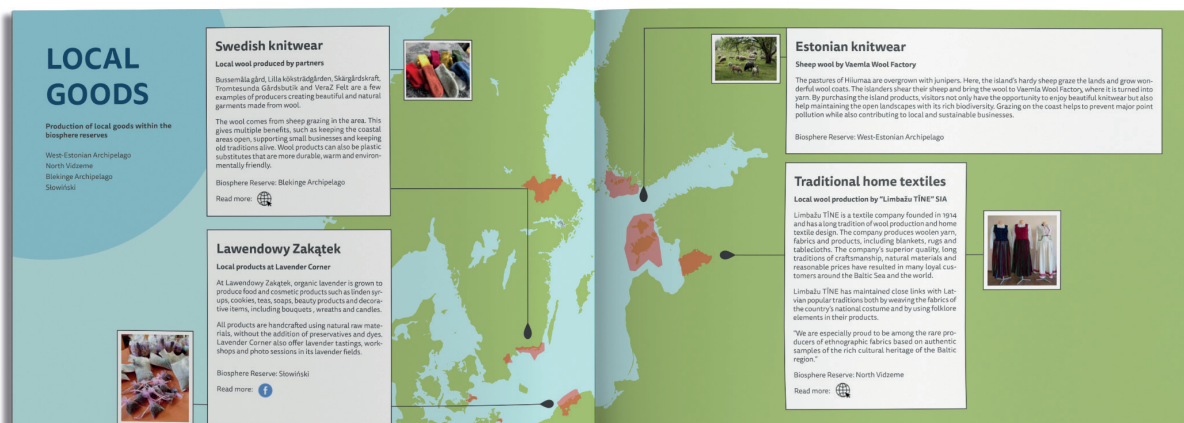 LOCAL
GOODS
Production of local goods within the
biosphere reserves
West-Estonian Archipelago
North Vidzeme
Blekinge Archipelago
Słowiński
Swedish knitwear
Local wool produced by partners
Bussemåla gård, Lilla köksträdgården, Skärgårdskraft,
Tromtesunda Gårdsbutik and VeraZ Felt are a few
examples of producers creating beautiful and natural
garments made from wool.
The wool comes from sheep grazing in the area. This
gives multiple benefits, such as keeping the coastal
areas open, supporting small businesses and keeping
old traditions alive. Wool products can also be plastic
substitutes that are more durable, warm and environ-
mentally friendly.
Biosphere Reserve: Blekinge Archipelago
Read more:
Lawendowy Zakątek
Local products at Lavender Corner
At Lawendowy Zakątek, organic lavender is grown to
produce food and cosmetic products such as linden syr-
ups, cookies, teas, soaps, beauty products and decora-
tive items, including bouquets , wreaths and candles.
All products are handcrafted using natural raw mate-
rials, without the addition of preservatives and dyes.
Lavender Corner also offer lavender tastings, work-
shops and photo sessions in its lavender fields.
Biosphere Reserve: Słowiński
Read more:
Estonian knitwear
Sheep wool by Vaemla Wool Factory
The pastures of Hiiumaa are overgrown with junipers. Here, the island's hardy sheep graze the lands and grow won-
derful wool coats. The islanders shear their sheep and bring the wool to Vaemla Wool Factory, where it is turned into
yarn. By purchasing the island products, visitors not only have the opportunity to enjoy beautiful knitwear but also
help maintaining the open landscapes with its rich biodiversity. Grazing on the coast helps to prevent major point
pollution while also contributing to local and sustainable businesses.
Biosphere Reserve: West-Estonian Archipelago
Traditional home textiles
Local wool production by "Limbažu TĪNE" SIA
Limbažu TĪNE is a textile company founded in 1914
and has a long tradition of wool production and home
textile design. The company produces woolen yarn,
fabrics and products, including blankets, rugs and
tablecloths. The company's superior quality, long
traditions of craftsmanship, natural materials and
reasonable prices have resulted in many loyal cus-
tomers around the Baltic Sea and the world.
Limbažu TĪNE has maintained close links with Lat-
vian popular traditions both by weaving the fabrics of
the country's national costume and by using folklore
elements in their products.
"We are especially proud to be among the rare pro-
ducers of ethnographic fabrics based on authentic
samples of the rich cultural heritage of the Baltic
region."
Biosphere Reserve: North Vidzeme
Read more: